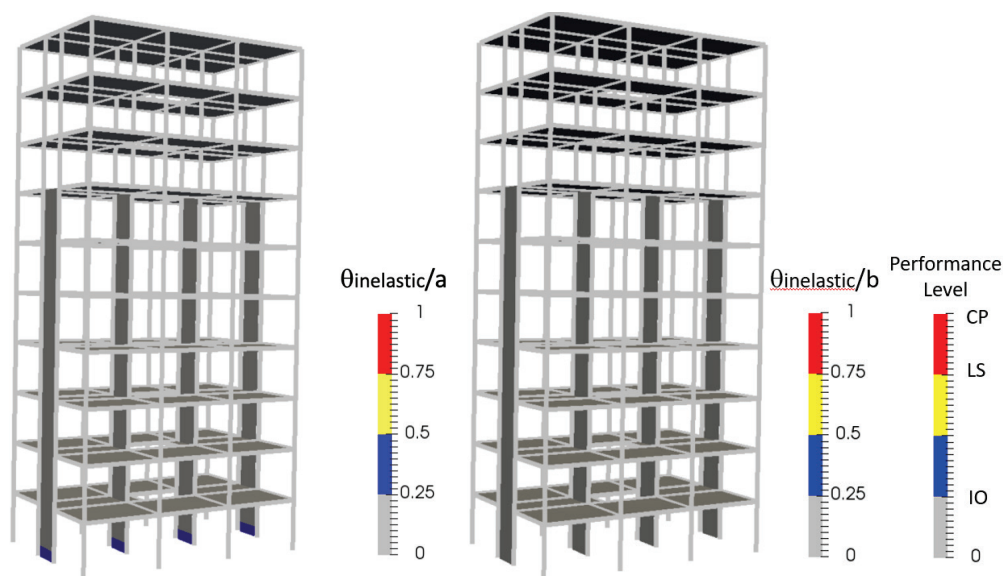 θinelastic/a
1
0.75
0.5
0.25
0
θinelastic/b
1
0.75
0.5
0.25
0
Performance
Level
CP
LS
IO
0